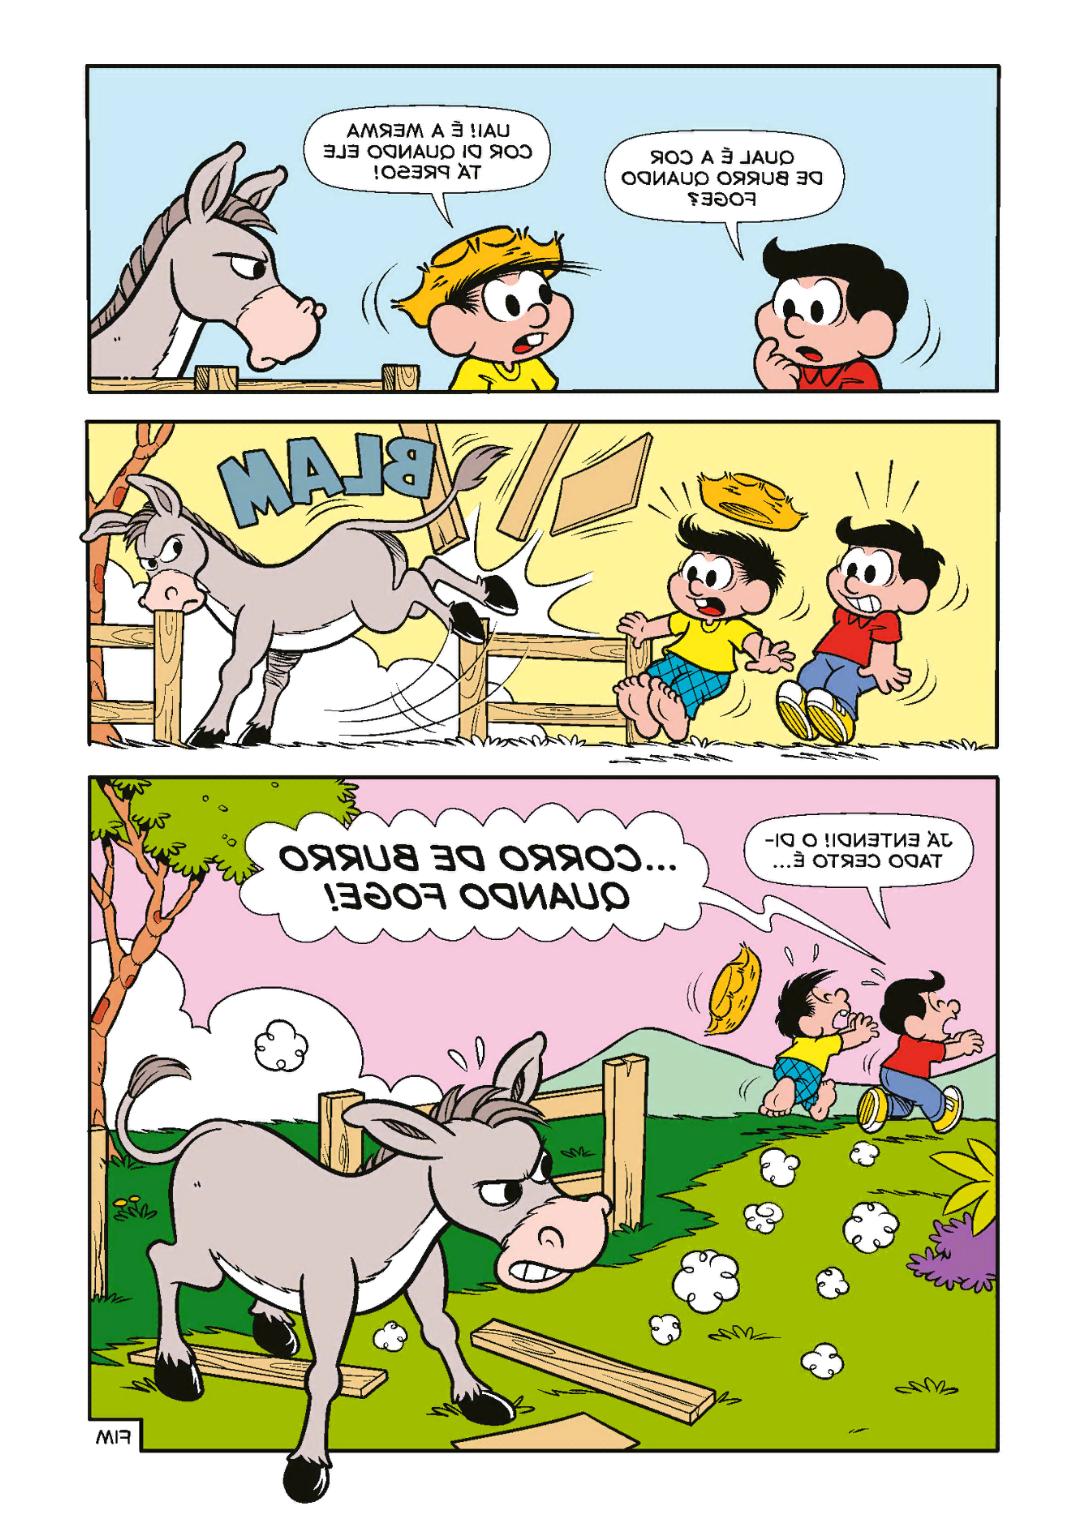 QUAL É A COR
DE BURRO QUANDO
FOGE?
UAI! É A MERMA
COR DI QUANDO ELE
TÁ PRESO!
BLAM
JÁ ENTENDI! O DI-
TADO CERTO É...
...CORRO DE BURRO
QUANDO FOGE!
FIM